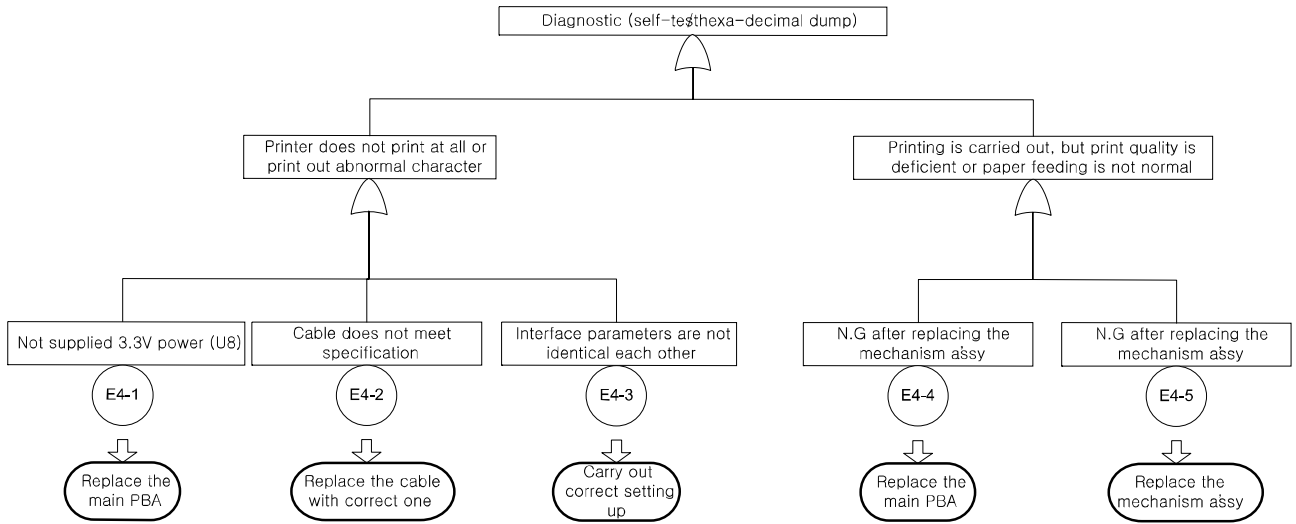 Diagnostic (self-test/hexa-decimal dump)
Printer does not print at all or
print out abnormal character
Printing is carried out, but print quality is
deficient or paper feeding is not normal
Not supplied 3.3V power (U8)
Cable does not meet
specification
Interface parameters are not
identical each other
N.G after replacing the
mechanism ass'y
N.G after replacing the
mechanism ass'y
E4-1
E4-2
E4-3
E4-4
E4-5
Replace the
main PBA
Replace the cable
with correct one
Carry out
correct setting
up
Replace the
main PBA
Replace the
mechanism ass'y